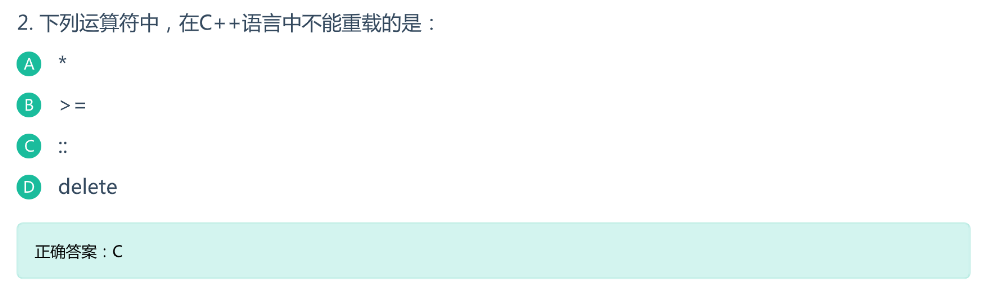 2. 下列运算符中，在C++语言中不能重载的是：
A *
B >=
C ::
D delete
正确答案：C